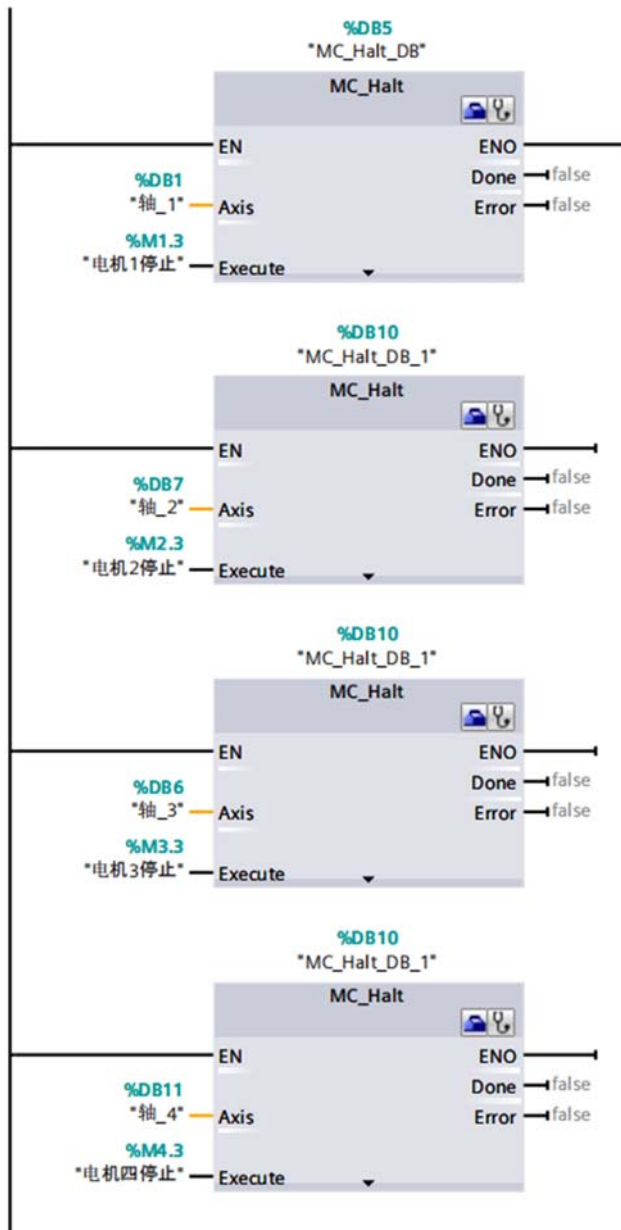 %DB5
"MC_Halt_DB"
MC_Halt
EN ENO
Done false
%DB1
"轴_1" Axis Error false
%M1.3
"电机1停止" Execute
%DB10
"MC_Halt_DB_1"
MC_Halt
EN ENO
Done false
%DB7
"轴_2" Axis Error false
%M2.3
"电机2停止" Execute
%DB10
"MC_Halt_DB_1"
MC_Halt
EN ENO
Done false
%DB6
"轴_3" Axis Error false
%M3.3
"电机3停止" Execute
%DB10
"MC_Halt_DB_1"
MC_Halt
EN ENO
Done false
%DB11
"轴_4" Axis Error false
%M4.3
"电机四停止" Execute